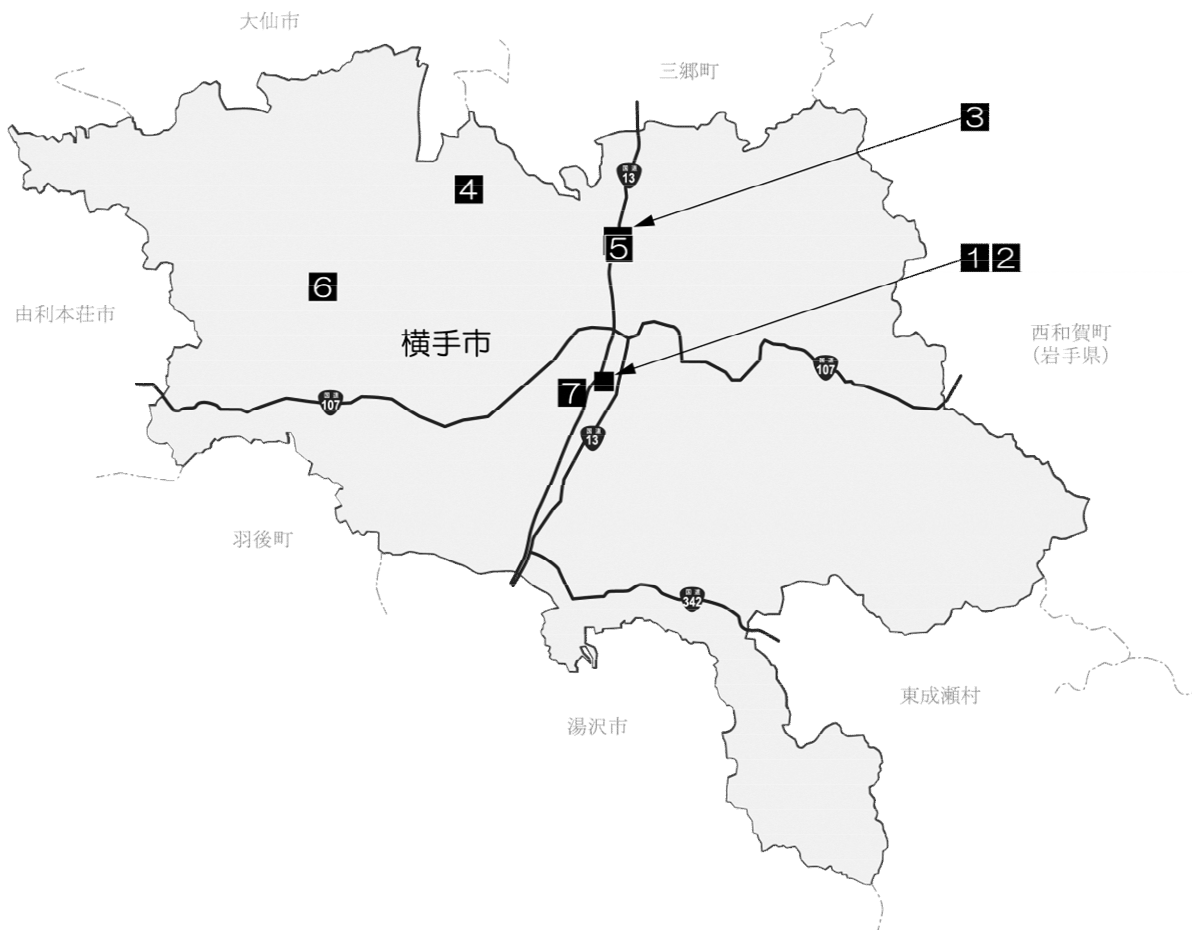 大仙市
三郷町
3
国道
13
4
5
1 2
6
由利本荘市
横手市
西和賀町
(岩手県)
国道
107
7
国道
107
国道
13
羽後町
国道
342
東成瀬村
湯沢市